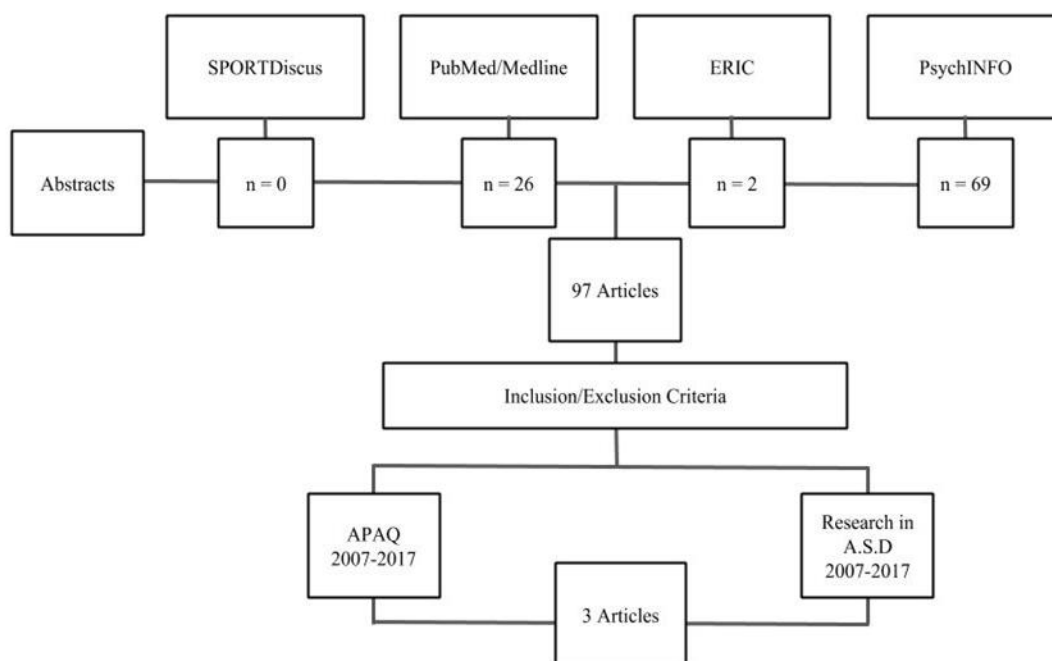 SPORTDiscus
PubMed/Medline
ERIC
PsychINFO
Abstracts
n = 0
n = 26
n = 2
n = 69
97 Articles
Inclusion/Exclusion Criteria
APAQ
2007-2017
Research in
A.S.D
2007-2017
3 Articles